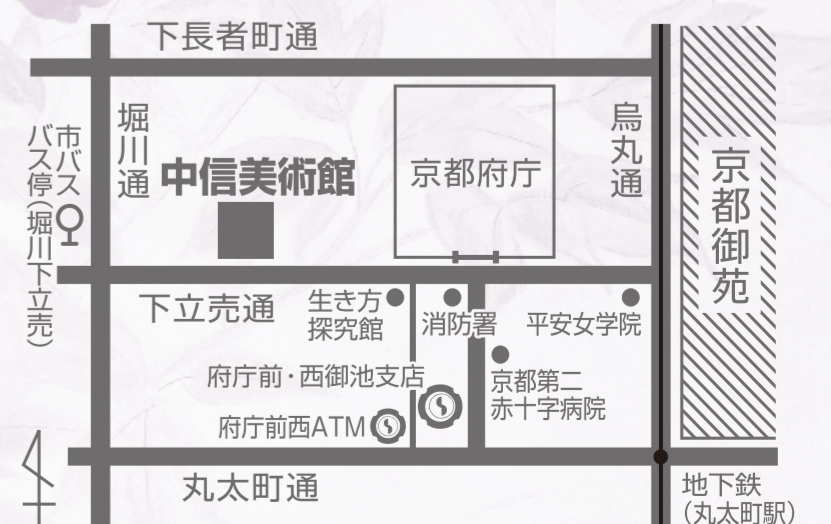 下長者町通
堀川通
烏丸通
市バス
バス停(堀川下立売)
中信美術館
京都府庁
京都御苑
下立売通
生き方
探究館
消防署
平安女学院
府庁前・西御池支店
京都第二
赤十字病院
府庁前西ATM
丸太町通
地下鉄
(丸太町駅)